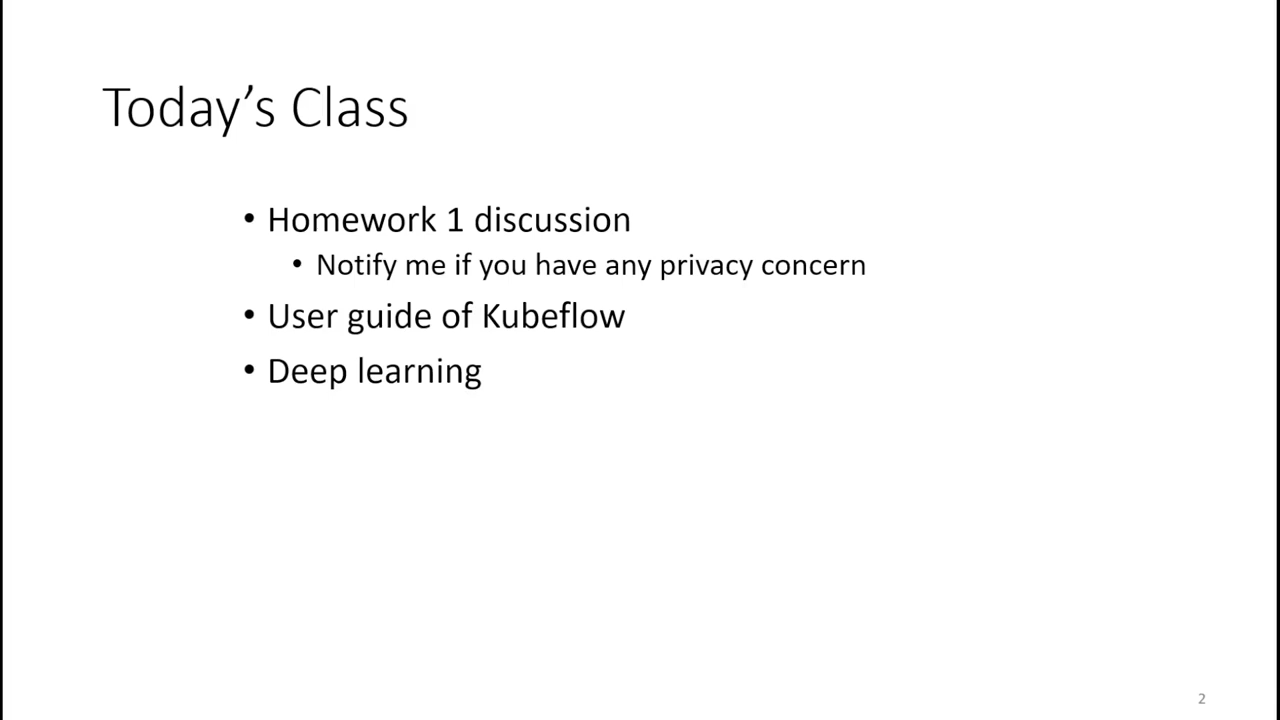 Today’s Class
• Homework 1 discussion
• Notify me if you have any privacy concern
• User guide of Kubeflow
• Deep learning
2